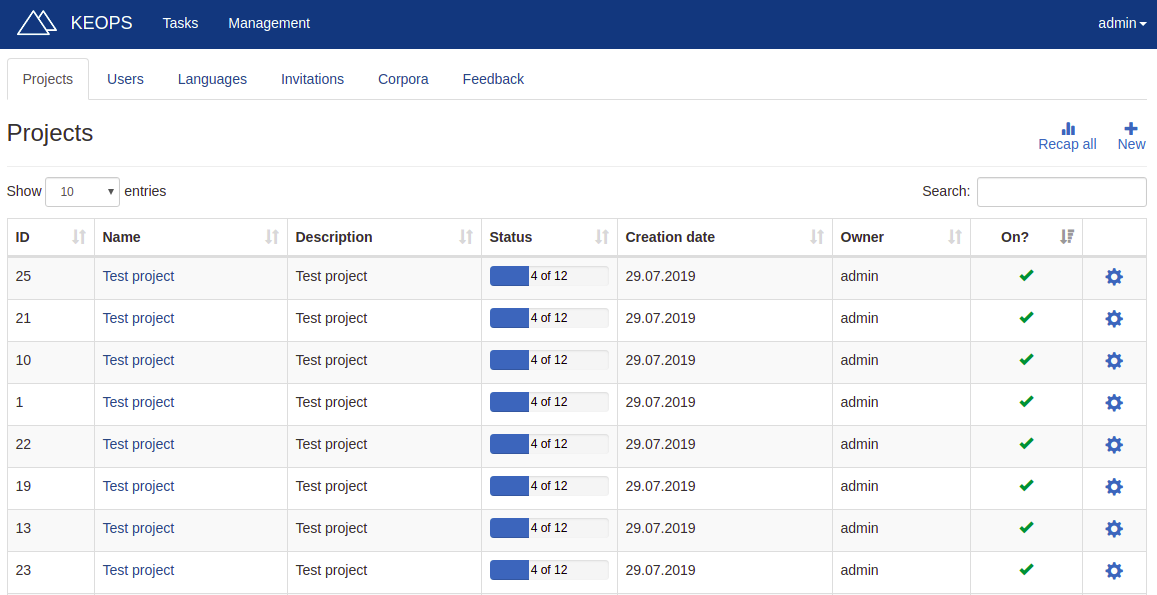 KEOPS Tasks Management admin
Projects Users Languages Invitations Corpora Feedback
Projects
Recap all New
Show 10 entries Search:
ID Name Description Status Creation date Owner On?
25 Test project Test project 4 of 12 29.07.2019 admin
21 Test project Test project 4 of 12 29.07.2019 admin
10 Test project Test project 4 of 12 29.07.2019 admin
1 Test project Test project 4 of 12 29.07.2019 admin
22 Test project Test project 4 of 12 29.07.2019 admin
19 Test project Test project 4 of 12 29.07.2019 admin
13 Test project Test project 4 of 12 29.07.2019 admin
23 Test project Test project 4 of 12 29.07.2019 admin